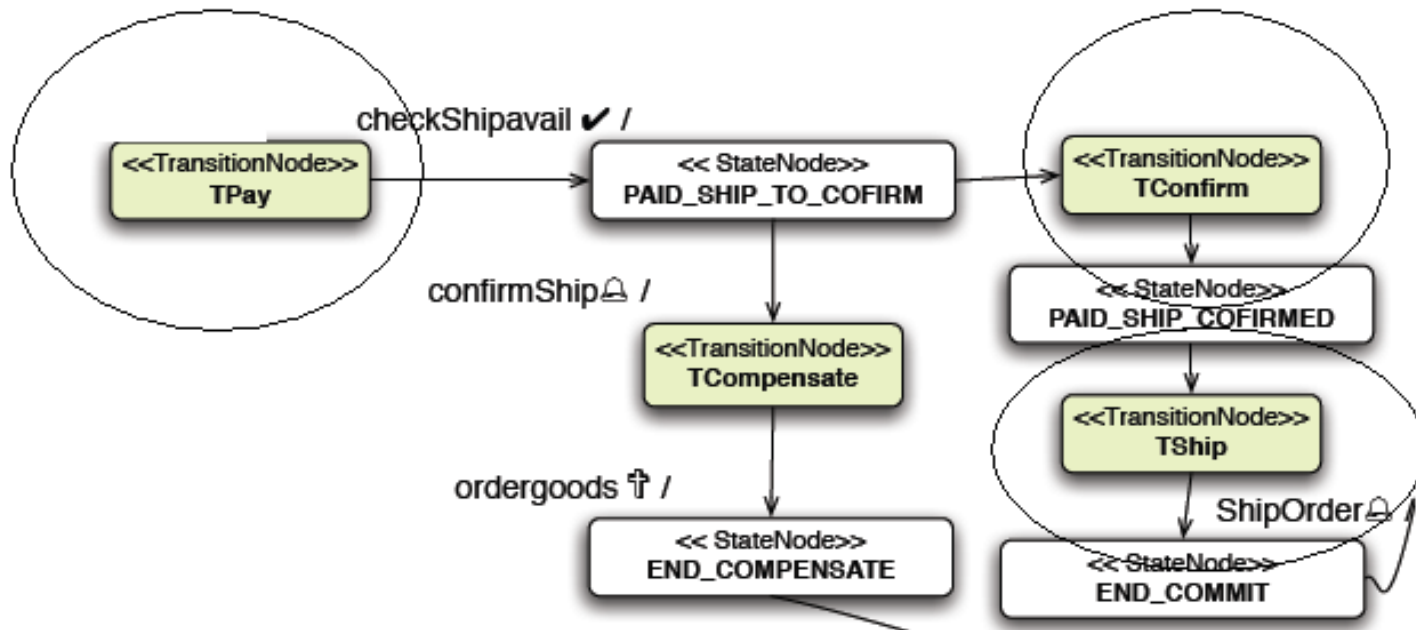 checkShipavail ✔ /
<<TransitionNode>>
TPay
<< StateNode>>
PAID_SHIP_TO_COFIRM
<<TransitionNode>>
TConfirm
confirmShip🔔 /
<< StateNode>>
PAID_SHIP_COFIRMED
<<TransitionNode>>
TCompensate
<<TransitionNode>>
TShip
ordergoods ✞ /
ShipOrder🔔 /
<< StateNode>>
END_COMPENSATE
<< StateNode>>
END_COMMIT